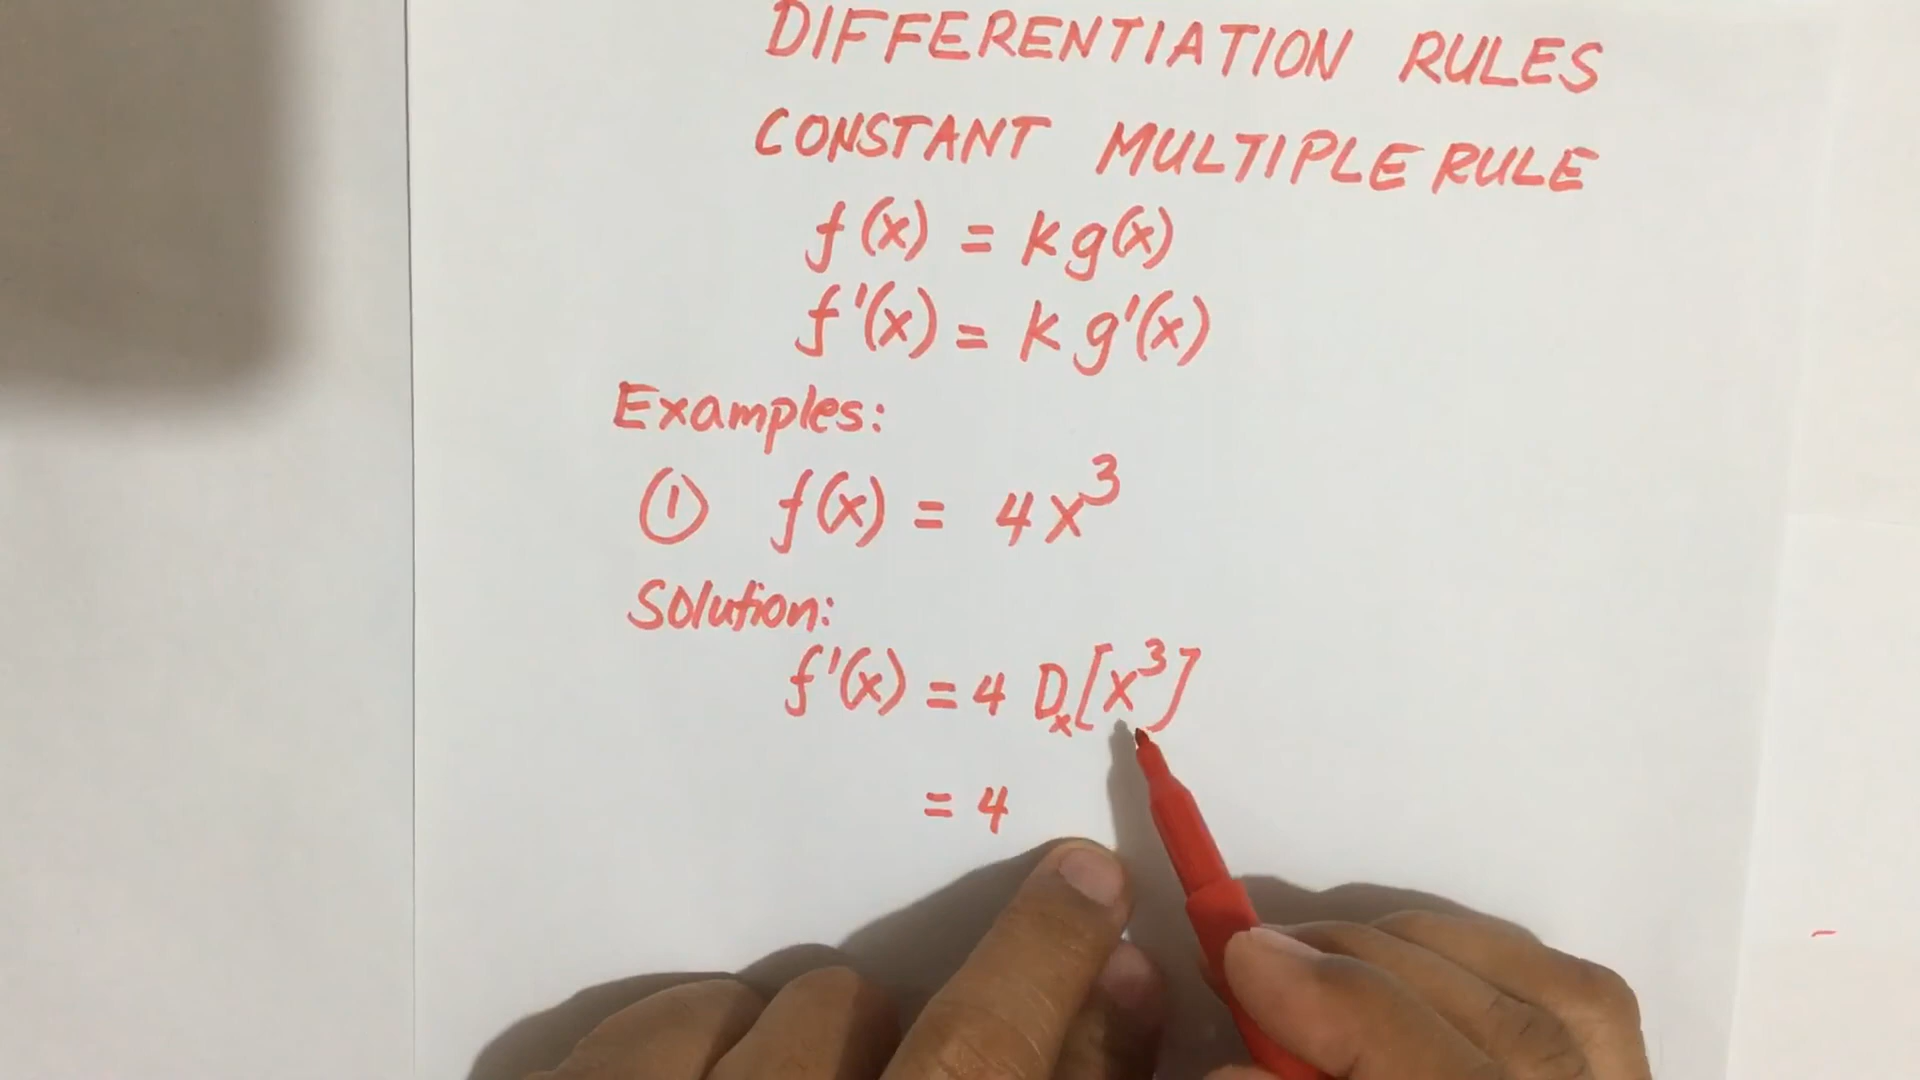 DIFFERENTIATION RULES
CONSTANT MULTIPLE RULE
f(x) = kg(x)
f'(x) = kg'(x)
Examples:
① f(x) = 4x³
Solution:
f'(x) = 4 Dₓ[x³]
= 4